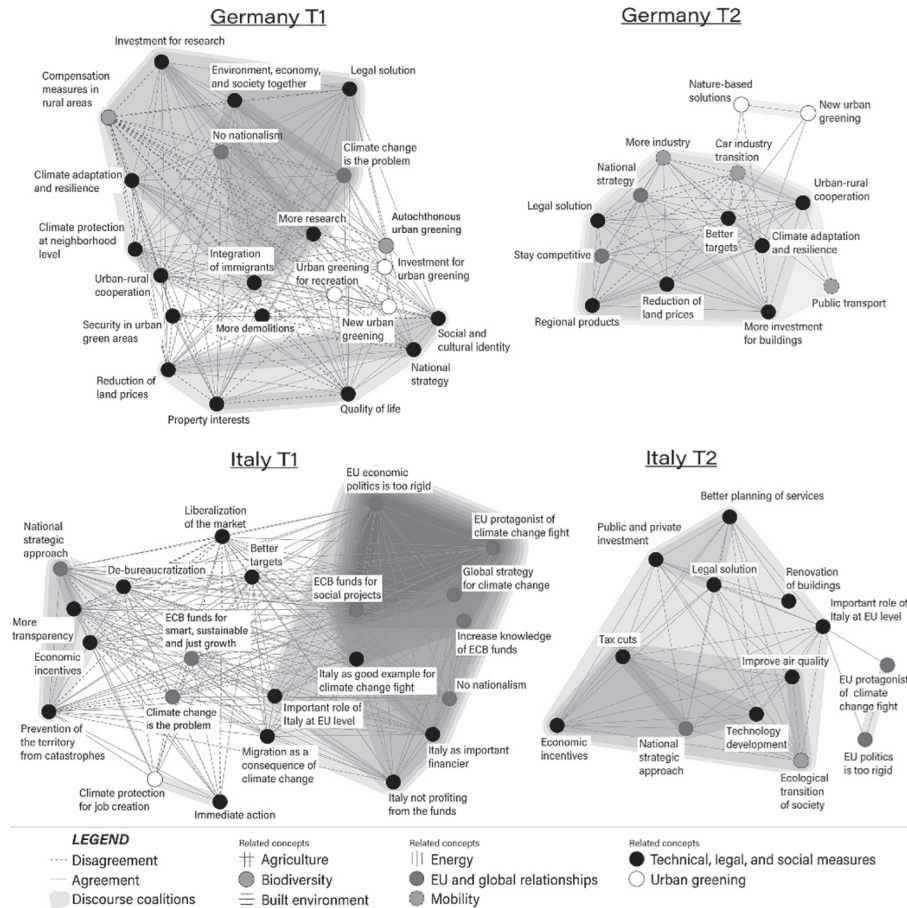 Germany T1
Investment for research
Compensation
measures in
rural areas
Environment, economy,
and society together
Legal solution
No nationalism
Climate change
is the problem
Climate adaptation
and resilience
More research
Autochthonous
urban greening
Climate protection
at neighborhood
level
Integration
of immigrants
Urban greening
for recreation
Investment for
urban greening
Urban-rural
cooperation
Security in urban
green areas
More demolitions
New urban
greening
Social and
cultural identity
National
strategy
Reduction of
land prices
Property interests
Quality of life
Germany T2
Nature-based
solutions
New urban
greening
More industry
Car industry
transition
National
strategy
Urban-rural
cooperation
Legal solution
Better
targets
Climate adaptation
and resilience
Stay competitive
Public transport
Regional products
Reduction of
land prices
More investment
for buildings
Italy T1
EU economic
politics is too rigid
Liberalization
of the market
National
strategic
approach
EU protagonist of
climate change fight
Better
targets
De-bureaucratization
ECB funds for
social projects
Global strategy
for climate change
More
transparency
ECB funds for
smart, sustainable
and just growth
Increase knowledge
of ECB funds
Economic
incentives
Italy as good example for
climate change fight
No nationalism
Climate change
is the problem
Important role of
Italy at EU level
Prevention of
the territory
from catastrophes
Migration as a
consequence of
climate change
Italy as important
financier
Climate protection
for job creation
Immediate action
Italy not profiting
from the funds
Italy T2
Better planning of services
Public and private
investment
Legal solution
Renovation
of buildings
Important role of
Italy at EU level
Tax cuts
Improve air quality
EU protagonist
of climate
change fight
Economic
incentives
National
strategic
approach
Technology
development
EU politics
is too rigid
Ecological
transition
of society
LEGEND
Disagreement
Agreement
Discourse coalitions
Related concepts
Agriculture
Biodiversity
Built environment
Related concepts
Energy
EU and global relationships
Mobility
Related concepts
Technical, legal, and social measures
Urban greening